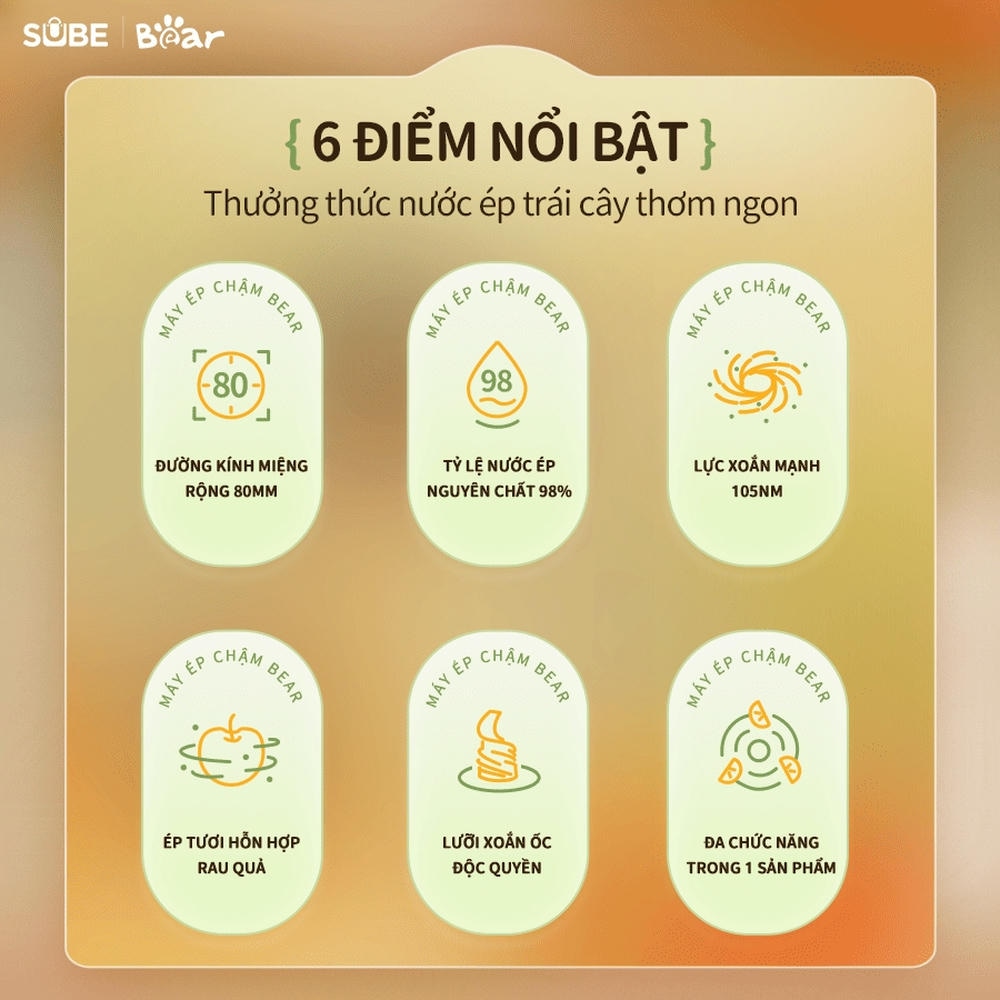 SUBE Bear
{ 6 ĐIỂM NỔI BẬT }
Thưởng thức nước ép trái cây thơm ngon
MÁY ÉP CHẬM BEAR
80
ĐƯỜNG KÍNH MIỆNG
RỘNG 80MM
MÁY ÉP CHẬM BEAR
98
TỶ LỆ NƯỚC ÉP
NGUYÊN CHẤT 98%
MÁY ÉP CHẬM BEAR
LỰC XOẮN MẠNH
105NM
MÁY ÉP CHẬM BEAR
ÉP TƯƠI HỖN HỢP
RAU QUẢ
MÁY ÉP CHẬM BEAR
LƯỠI XOẮN ỐC
ĐỘC QUYỀN
MÁY ÉP CHẬM BEAR
ĐA CHỨC NĂNG
TRONG 1 SẢN PHẨM